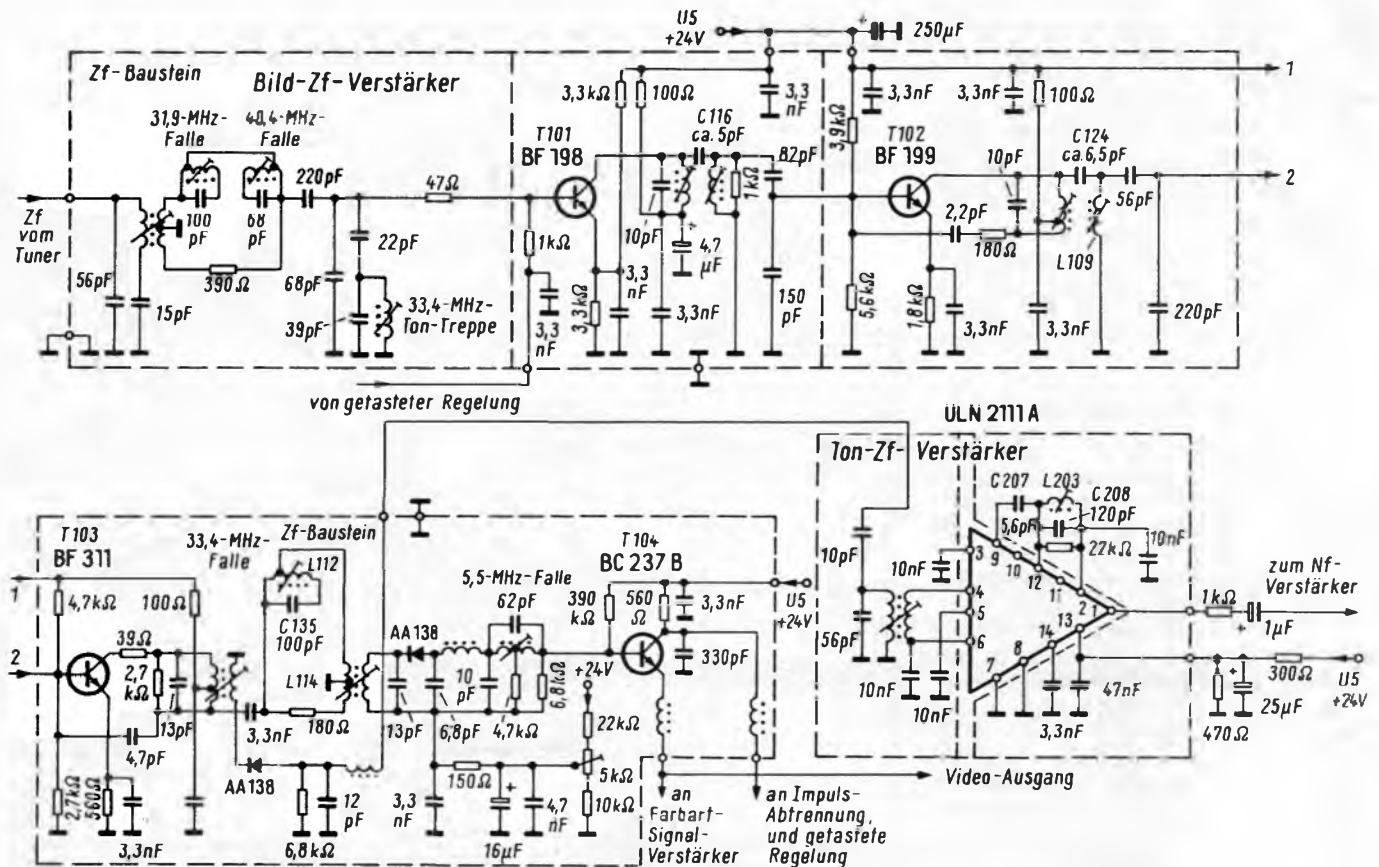 U5
+24V
250µF
Zf-Baustein
Bild-Zf-Verstärker
31,9-MHz-
Falle
40,4-MHz-
Falle
220pF
100
pF
68
pF
Zf
vom
Tuner
56pF
15pF
390Ω
68pF
22pF
39pF
33,4-MHz-
Ton-Treppe
47Ω
T101
BF 198
1kΩ
3,3
nF
3,3kΩ
100Ω
3,3
nF
C116
ca. 5pF
82pF
1kΩ
10pF
4,7
µF
3,3kΩ
3,3
nF
3,3nF
150
pF
von getasteter Regelung
3,9kΩ
3,3nF
3,3nF
100Ω
1
T102
BF 199
C124
ca. 6,5pF
10pF
56pF
2
2,2pF
180Ω
L109
5,6kΩ
1,8kΩ
3,3nF
3,3nF
220pF
T103
BF 311
33,4-MHz-
Falle
Zf-Baustein
L112
C135
100pF
1
4,7kΩ
100Ω
2
39Ω
2,7
kΩ
13pF
4,7pF
2,7kΩ
560Ω
3,3nF
3,3nF
L114
180Ω
AA138
6,8kΩ
12
pF
AA 138
5,5-MHz-Falle
62pF
13pF
6,8pF
10
pF
4,7kΩ
6,8kΩ
150Ω
3,3
nF
16µF
4,7
nF
+24V
22kΩ
5kΩ
10kΩ
T104
BC 237 B
390
kΩ
560
Ω
3,3nF
330pF
U5
+24V
an
Farbart-
Signal-
Verstärker
an Impuls-
Abtrennung,
und getastete
Regelung
Video-Ausgang
ULN 2111 A
Ton-Zf-Verstärker
10pF
56pF
10nF
10nF
10nF
C207
L203
C208
5,6pF
120pF
22kΩ
10nF
3
4
5
6
7
8
9
10
12
11
2
1
13
14
3,3nF
47nF
zum Nf-
Verstärker
1kΩ
1µF
300Ω
U5
+24V
470Ω
25µF